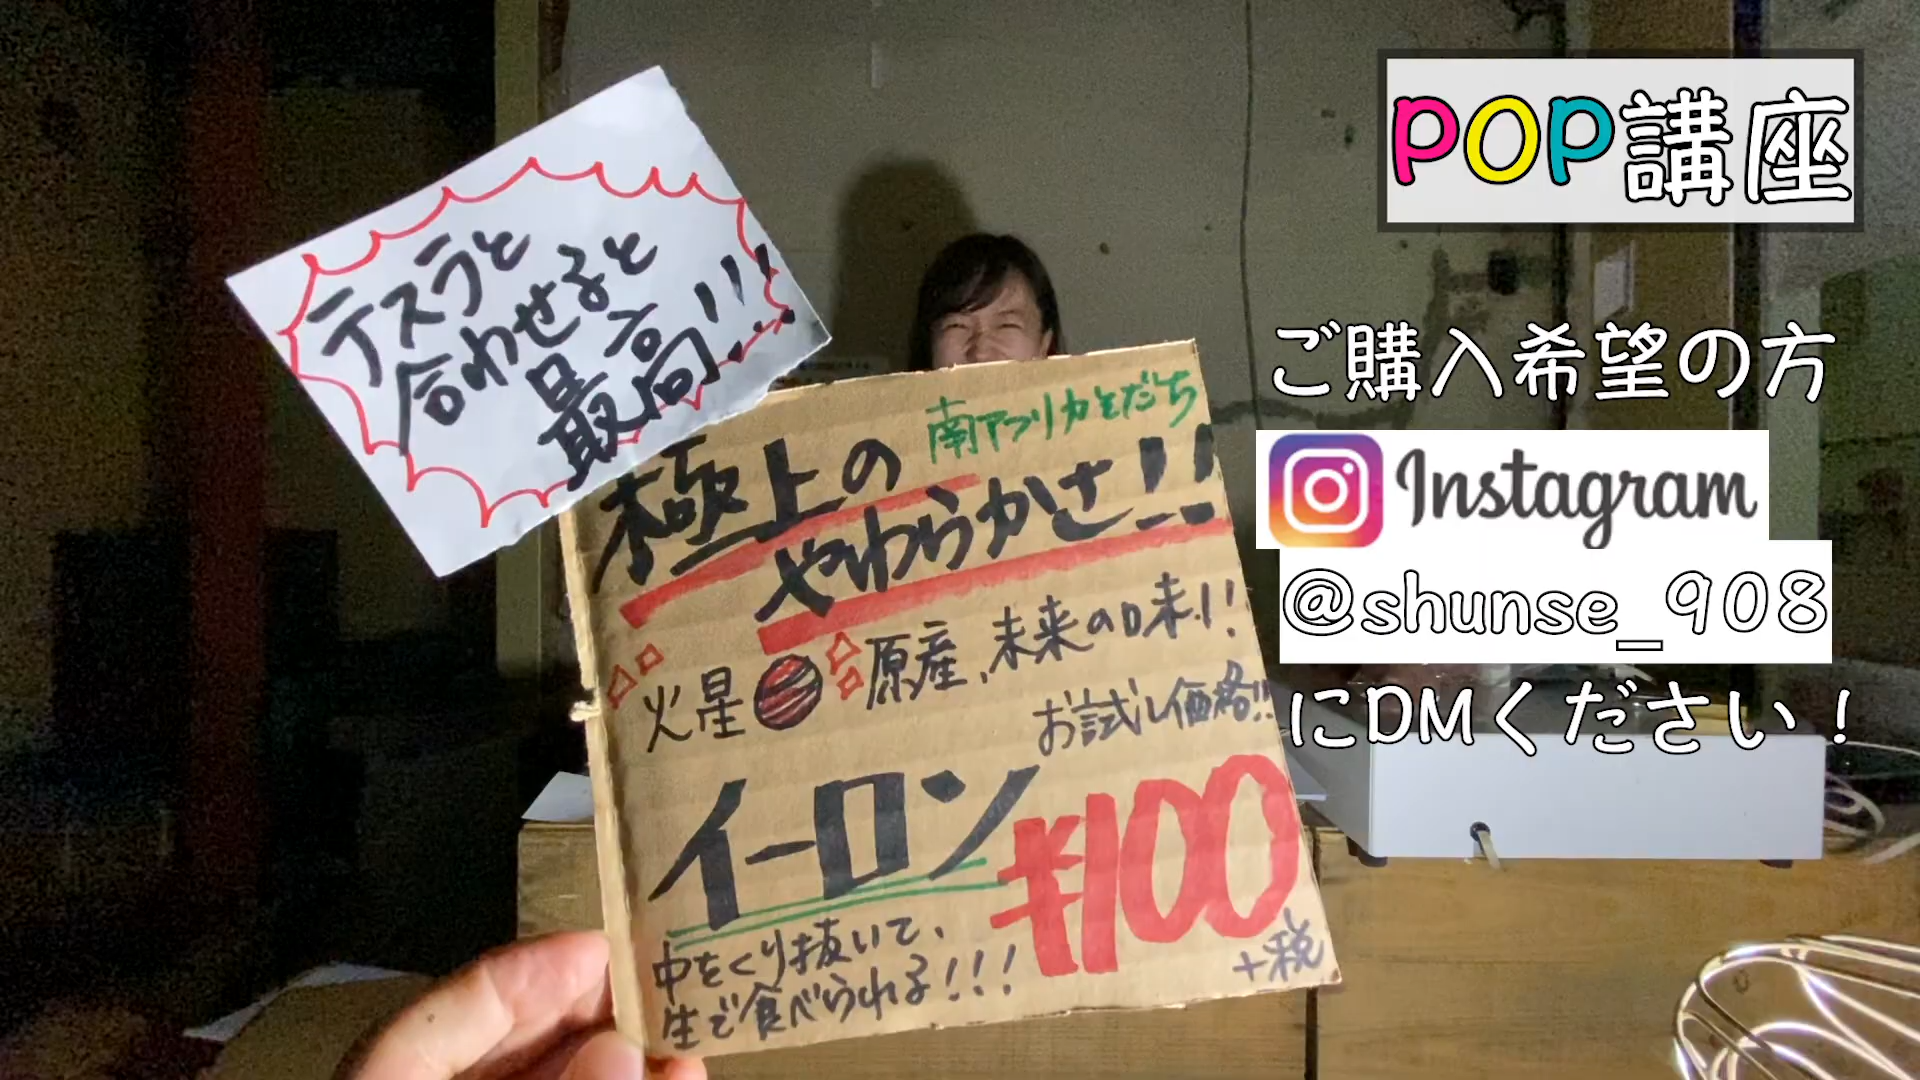 POP講座
テスラと
合わせると
最高!!
南アフリカそだち
極上の
やわらかさ!!
火星 原産、未来の味!!
お試し価格!!
イーロン ¥100
+税
中をくり抜いて、
生で食べられる!!!
ご購入希望の方
Instagram
@shunse_908
にDMください！